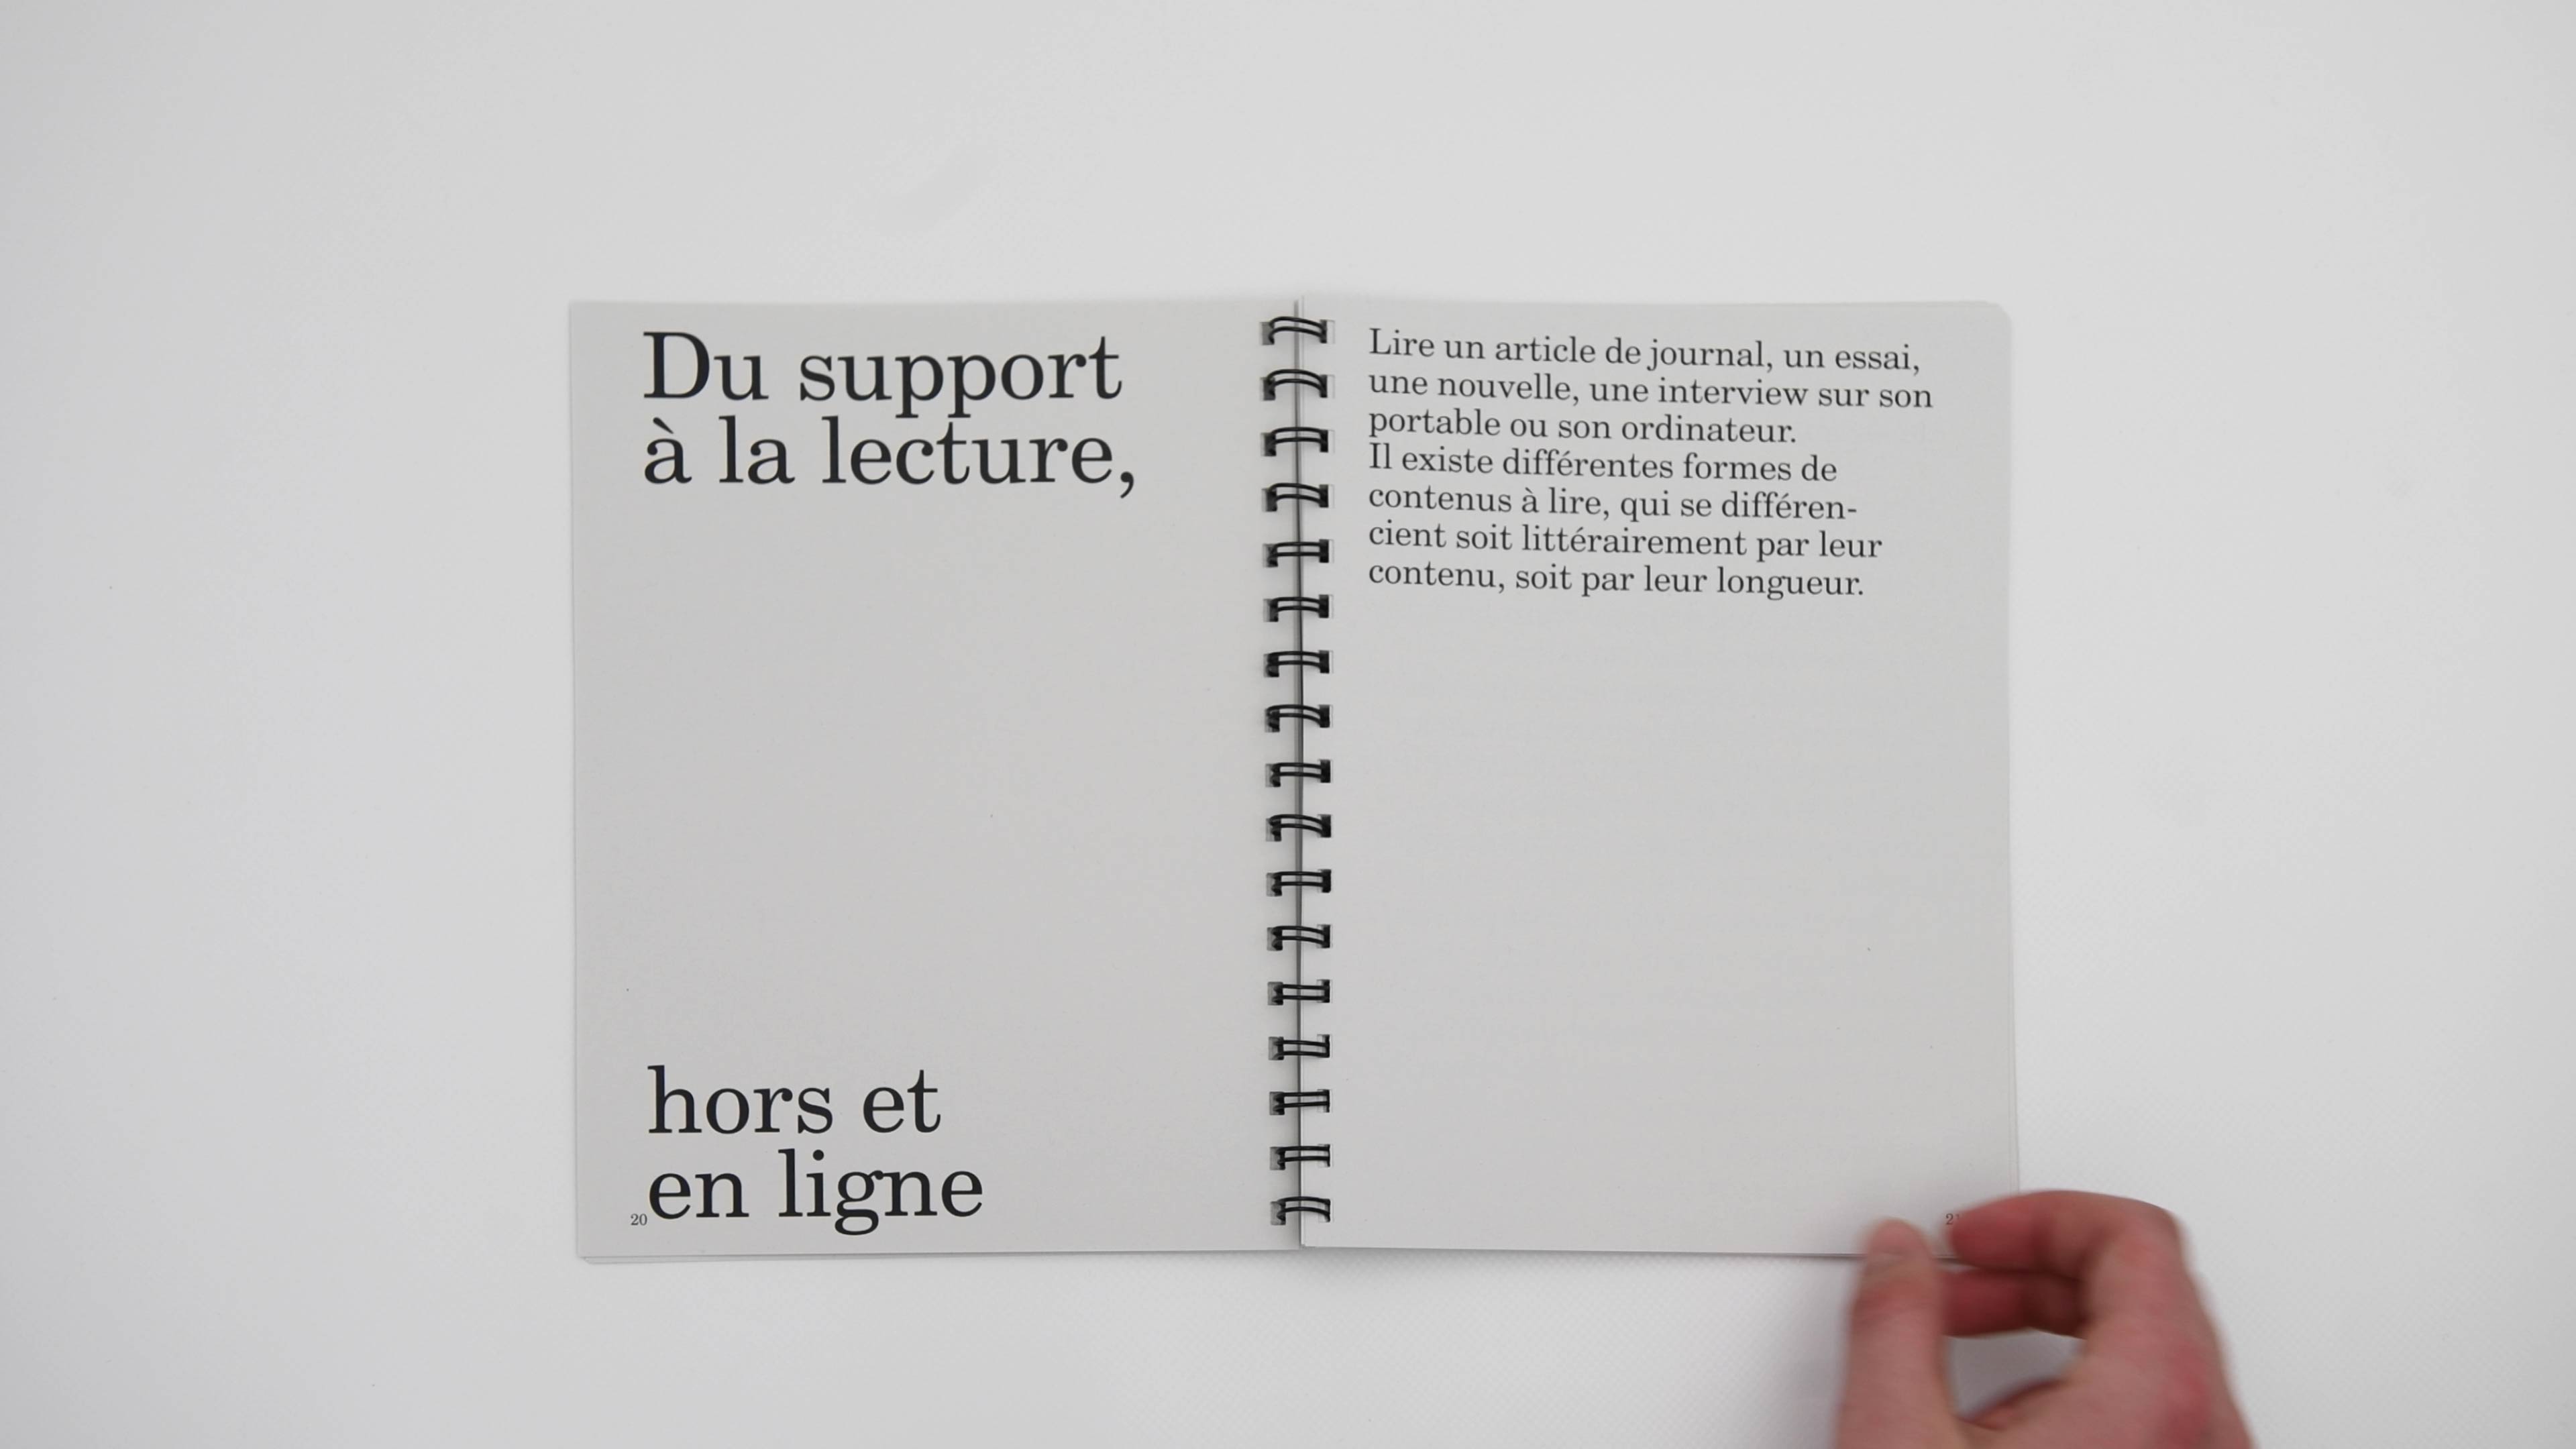 Du support
à la lecture,
hors et
en ligne
20
Lire un article de journal, un essai,
une nouvelle, une interview sur son
portable ou son ordinateur.
Il existe différentes formes de
contenus à lire, qui se différen-
cient soit littérairement par leur
contenu, soit par leur longueur.